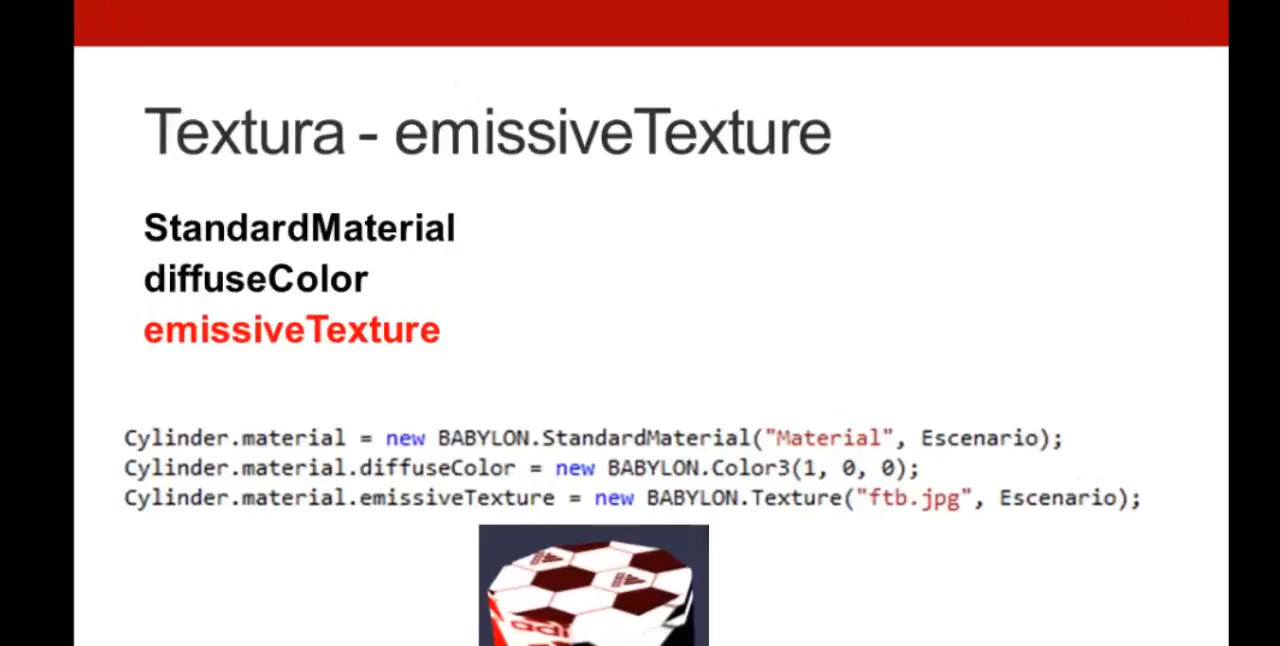 Textura - emissiveTexture
StandardMaterial
diffuseColor
emissiveTexture
Cylinder.material = new BABYLON.StandardMaterial("Material", Escenario);
Cylinder.material.diffuseColor = new BABYLON.Color3(1, 0, 0);
Cylinder.material.emissiveTexture = new BABYLON.Texture("ftb.jpg", Escenario);
adi